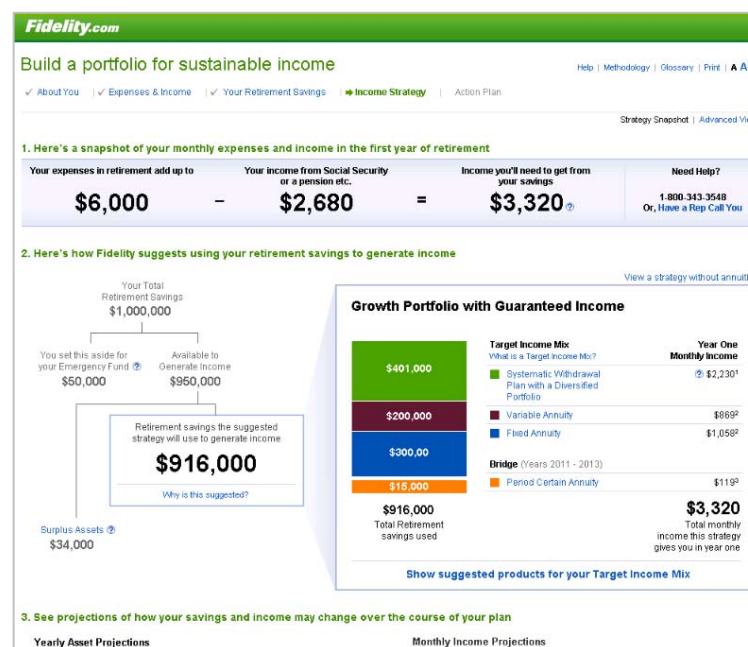 Fidelity.com
Build a portfolio for sustainable income
Help | Methodology | Glossary | Print | A A
✓ About You | ✓ Expenses & Income | ✓ Your Retirement Savings | Income Strategy | Action Plan
Strategy Snapshot | Advanced Vi
1. Here's a snapshot of your monthly expenses and income in the first year of retirement
Your expenses in retirement add up to
$6,000
–
Your income from Social Security
or a pension etc.
$2,680
=
Income you'll need to get from
your savings
$3,320 ?
Need Help?
1-800-343-3548
Or, Have a Rep Call You
2. Here's how Fidelity suggests using your retirement savings to generate income
View a strategy without annuiti
Your Total
Retirement Savings
$1,000,000
You set this aside for
your Emergency Fund ?
$50,000
Available to
Generate Income
$950,000
Retirement savings the suggested
strategy will use to generate income
$916,000
Why is this suggested?
Surplus Assets ?
$34,000
Growth Portfolio with Guaranteed Income
$401,000
$200,000
$300,00
$15,000
$916,000
Total Retirement
savings used
Target Income Mix
What is a Target Income Mix?
Year One
Monthly Income
Systematic Withdrawal
Plan with a Diversified
Portfolio
? $2,230¹
Variable Annuity $869²
Fixed Annuity $1,058²
Bridge (Years 2011 - 2013)
Period Certain Annuity $119³
$3,320
Total monthly
income this strategy
gives you in year one
Show suggested products for your Target Income Mix
3. See projections of how your savings and income may change over the course of your plan
Yearly Asset Projections
Monthly Income Projections